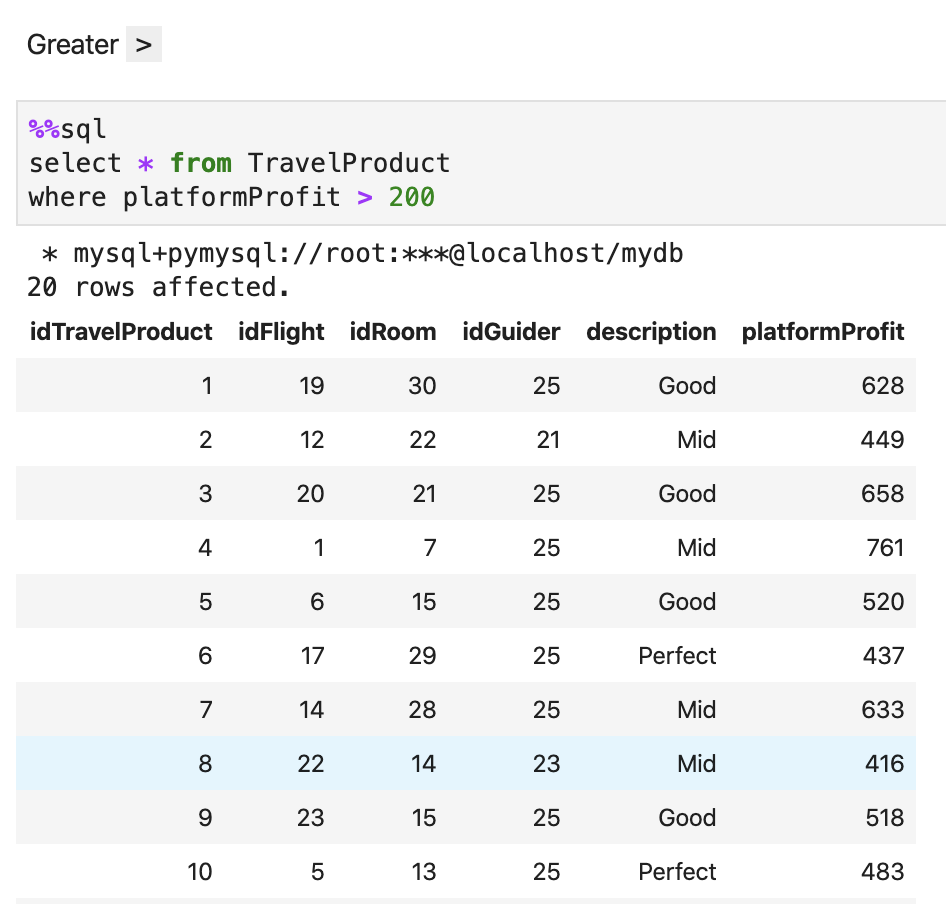 Greater >
%%sql
select * from TravelProduct
where platformProfit > 200
* mysql+pymysql://root:***@localhost/mydb
20 rows affected.
idTravelProduct idFlight idRoom idGuider description platformProfit
1 19 30 25 Good 628
2 12 22 21 Mid 449
3 20 21 25 Good 658
4 1 7 25 Mid 761
5 6 15 25 Good 520
6 17 29 25 Perfect 437
7 14 28 25 Mid 633
8 22 14 23 Mid 416
9 23 15 25 Good 518
10 5 13 25 Perfect 483